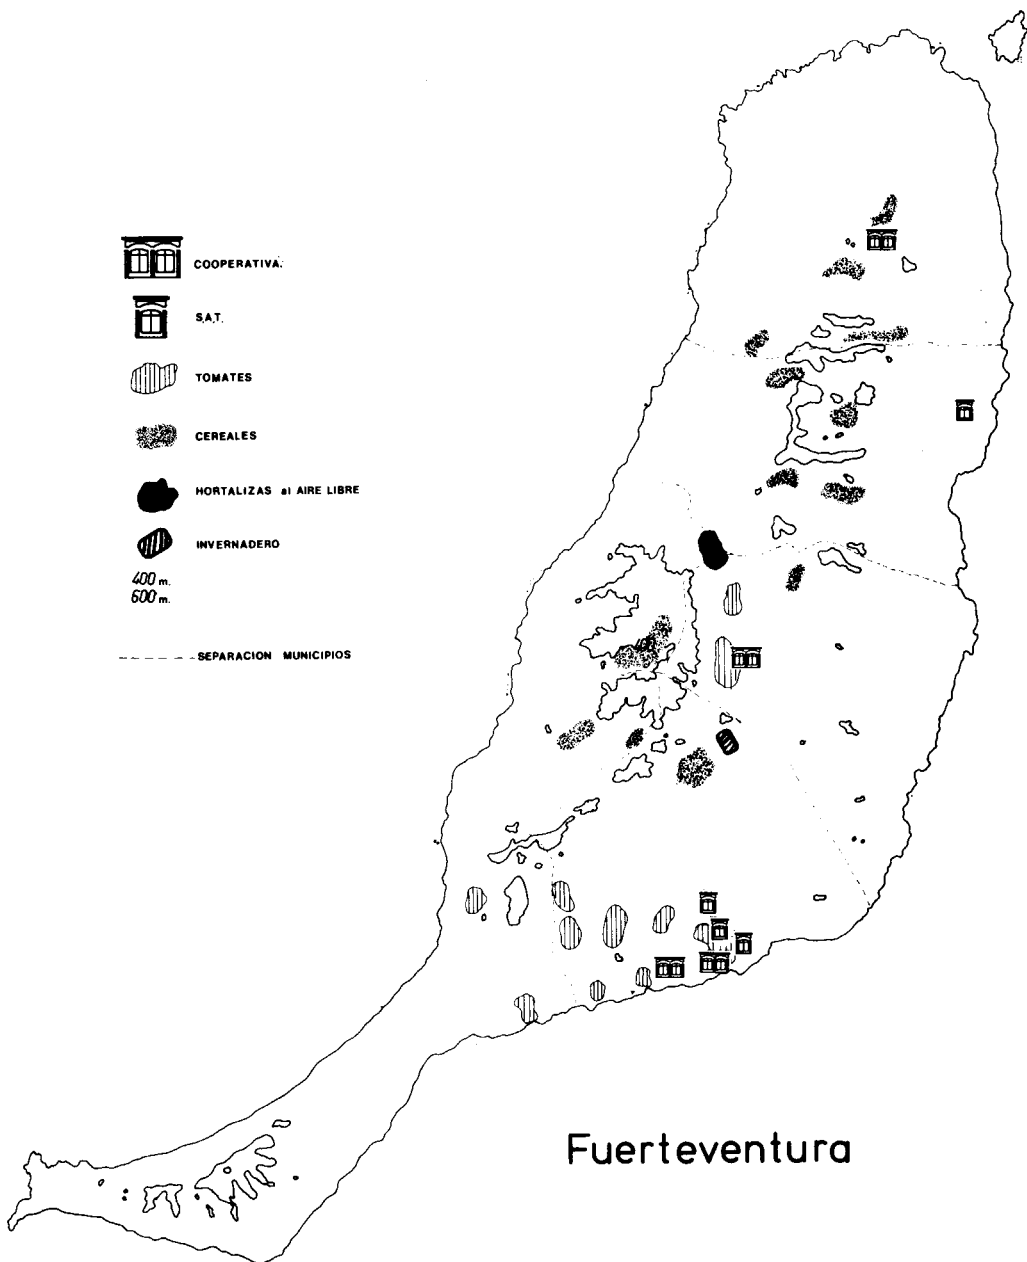 COOPERATIVA.
S.A.T.
TOMATES
CEREALES
HORTALIZAS al AIRE LIBRE
INVERNADERO
400 m.
600 m.
SEPARACION MUNICIPIOS
Fuerteventura